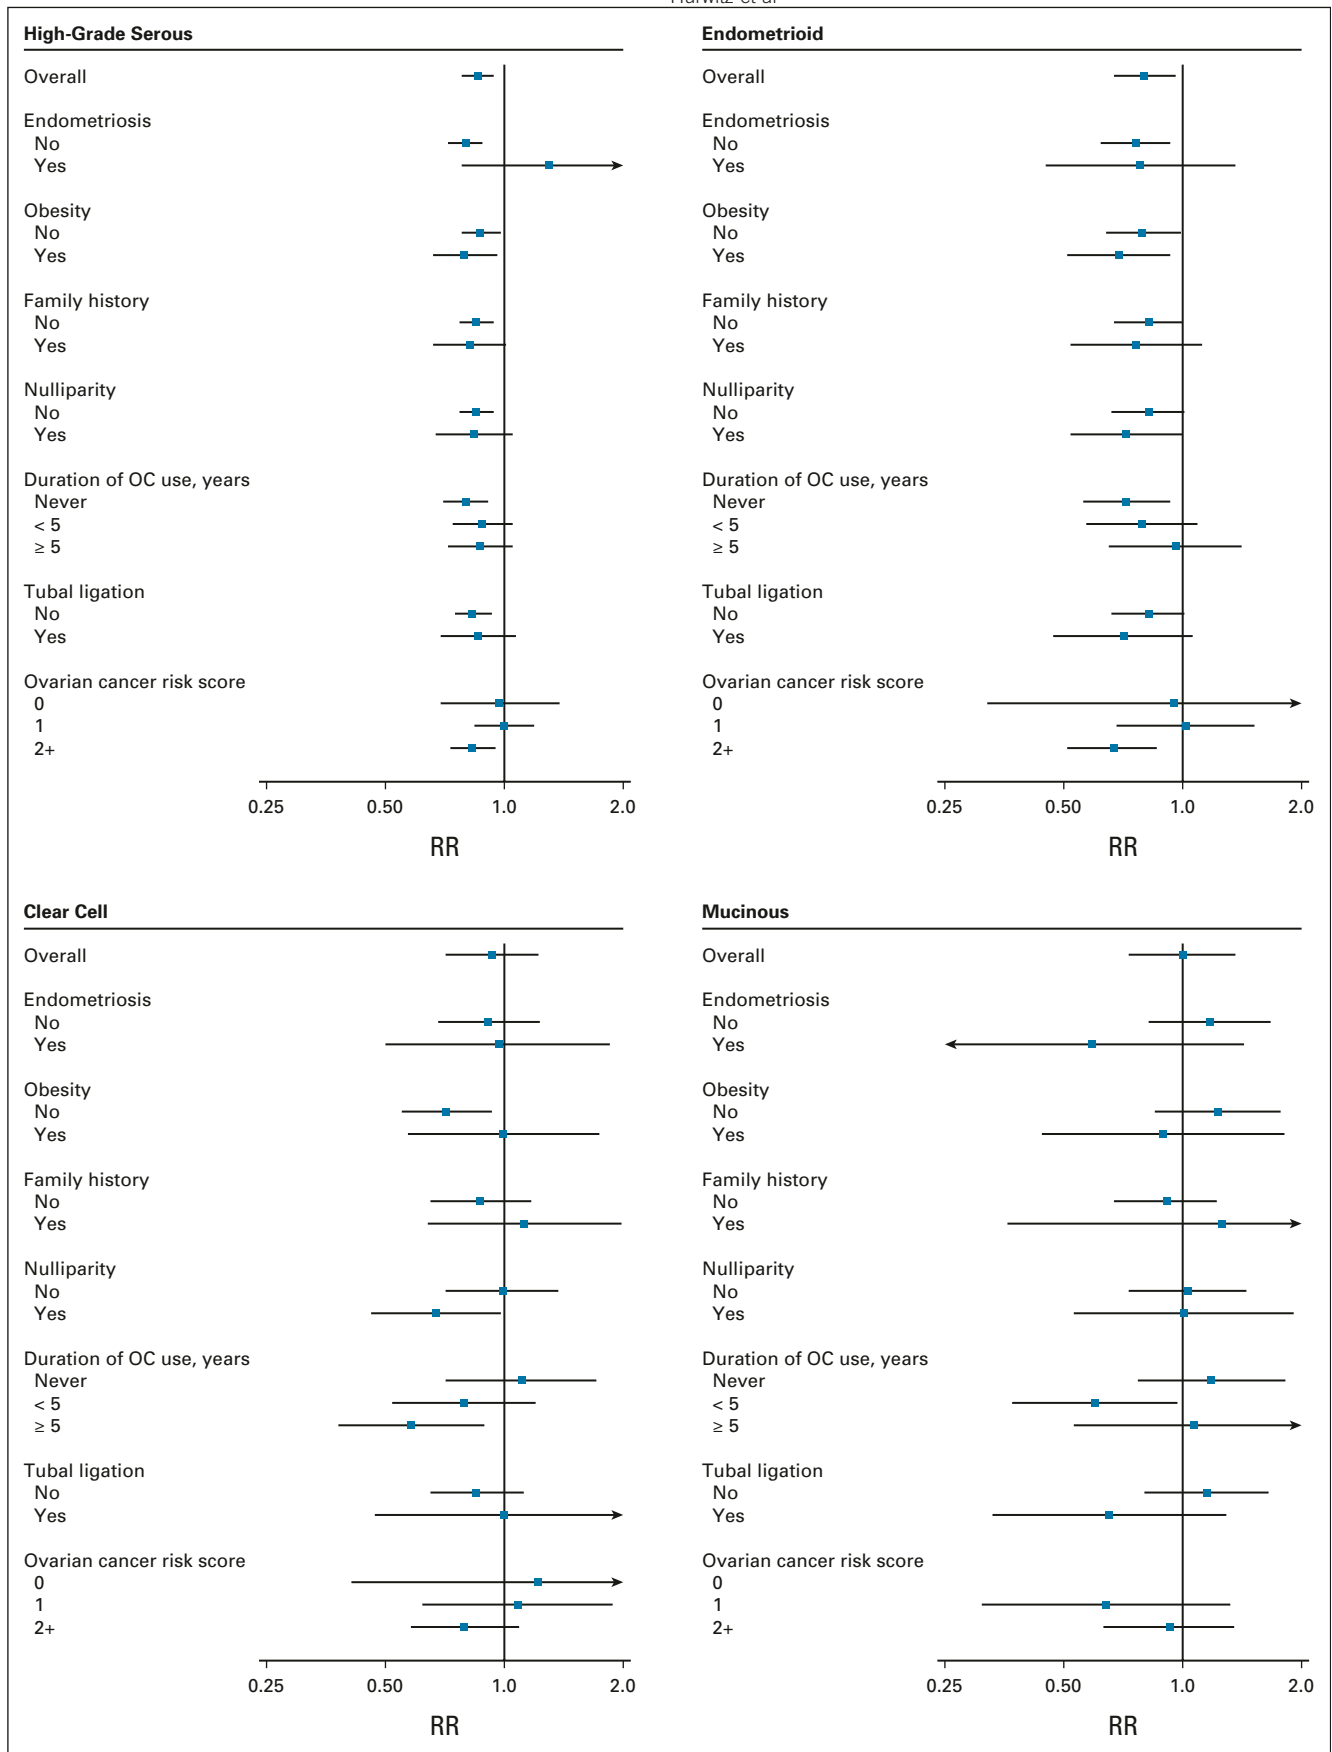 Hurwitz et al
High-Grade Serous
Overall
Endometriosis
No
Yes
Obesity
No
Yes
Family history
No
Yes
Nulliparity
No
Yes
Duration of OC use, years
Never
< 5
≥ 5
Tubal ligation
No
Yes
Ovarian cancer risk score
0
1
2+
0.25 0.50 1.0 2.0
RR
Endometrioid
Overall
Endometriosis
No
Yes
Obesity
No
Yes
Family history
No
Yes
Nulliparity
No
Yes
Duration of OC use, years
Never
< 5
≥ 5
Tubal ligation
No
Yes
Ovarian cancer risk score
0
1
2+
0.25 0.50 1.0 2.0
RR
Clear Cell
Overall
Endometriosis
No
Yes
Obesity
No
Yes
Family history
No
Yes
Nulliparity
No
Yes
Duration of OC use, years
Never
< 5
≥ 5
Tubal ligation
No
Yes
Ovarian cancer risk score
0
1
2+
0.25 0.50 1.0 2.0
RR
Mucinous
Overall
Endometriosis
No
Yes
Obesity
No
Yes
Family history
No
Yes
Nulliparity
No
Yes
Duration of OC use, years
Never
< 5
≥ 5
Tubal ligation
No
Yes
Ovarian cancer risk score
0
1
2+
0.25 0.50 1.0 2.0
RR